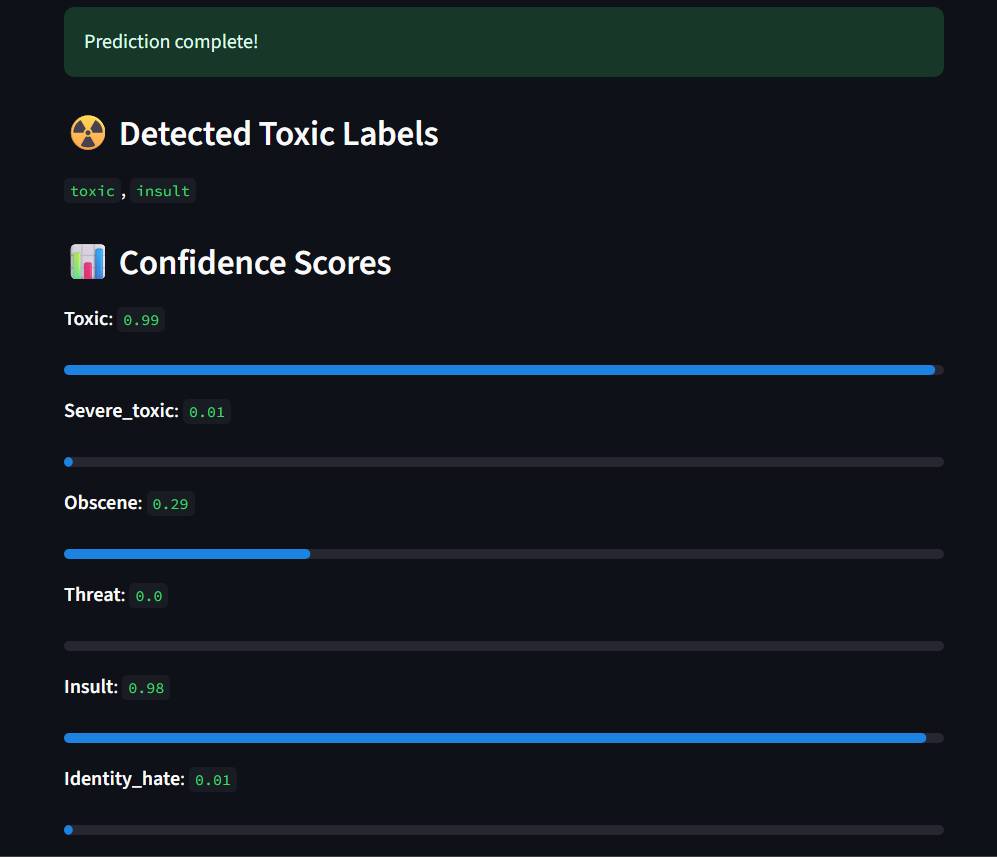 Prediction complete!
Detected Toxic Labels
toxic, insult
Confidence Scores
Toxic: 0.99
Severe_toxic: 0.01
Obscene: 0.29
Threat: 0.0
Insult: 0.98
Identity_hate: 0.01